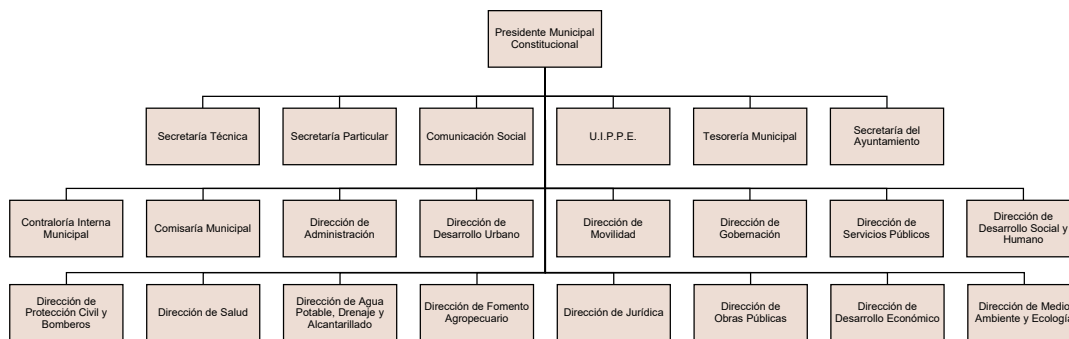 Presidente Municipal
Constitucional
Secretaría Técnica
Secretaría Particular
Comunicación Social
U.I.P.P.E.
Tesorería Municipal
Secretaría del
Ayuntamiento
Contraloría Interna
Municipal
Comisaría Municipal
Dirección de
Administración
Dirección de
Desarrollo Urbano
Dirección de
Movilidad
Dirección de
Gobernación
Dirección de
Servicios Públicos
Dirección de
Desarrollo Social y
Humano
Dirección de
Protección Civil y
Bomberos
Dirección de Salud
Dirección de Agua
Potable, Drenaje y
Alcantarillado
Dirección de Fomento
Agropecuario
Dirección de Jurídica
Dirección de
Obras Públicas
Dirección de
Desarrollo Económico
Dirección de Medio
Ambiente y Ecología